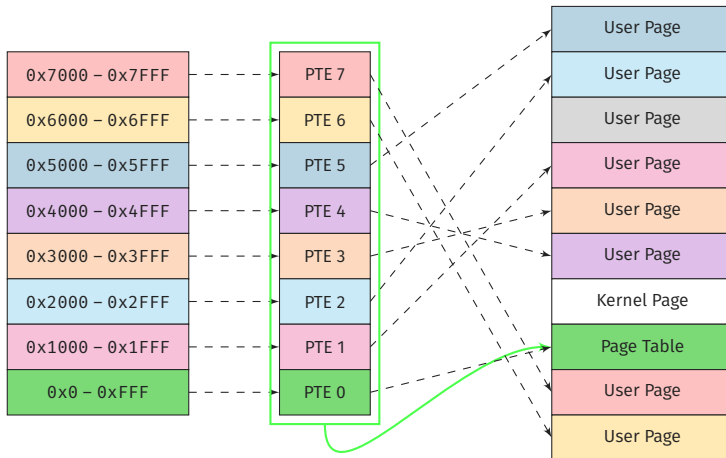 0x7000 – 0x7FFF
0x6000 – 0x6FFF
0x5000 – 0x5FFF
0x4000 – 0x4FFF
0x3000 – 0x3FFF
0x2000 – 0x2FFF
0x1000 – 0x1FFF
0x0 – 0xFFF
PTE 7
PTE 6
PTE 5
PTE 4
PTE 3
PTE 2
PTE 1
PTE 0
User Page
User Page
User Page
User Page
User Page
User Page
Kernel Page
Page Table
User Page
User Page